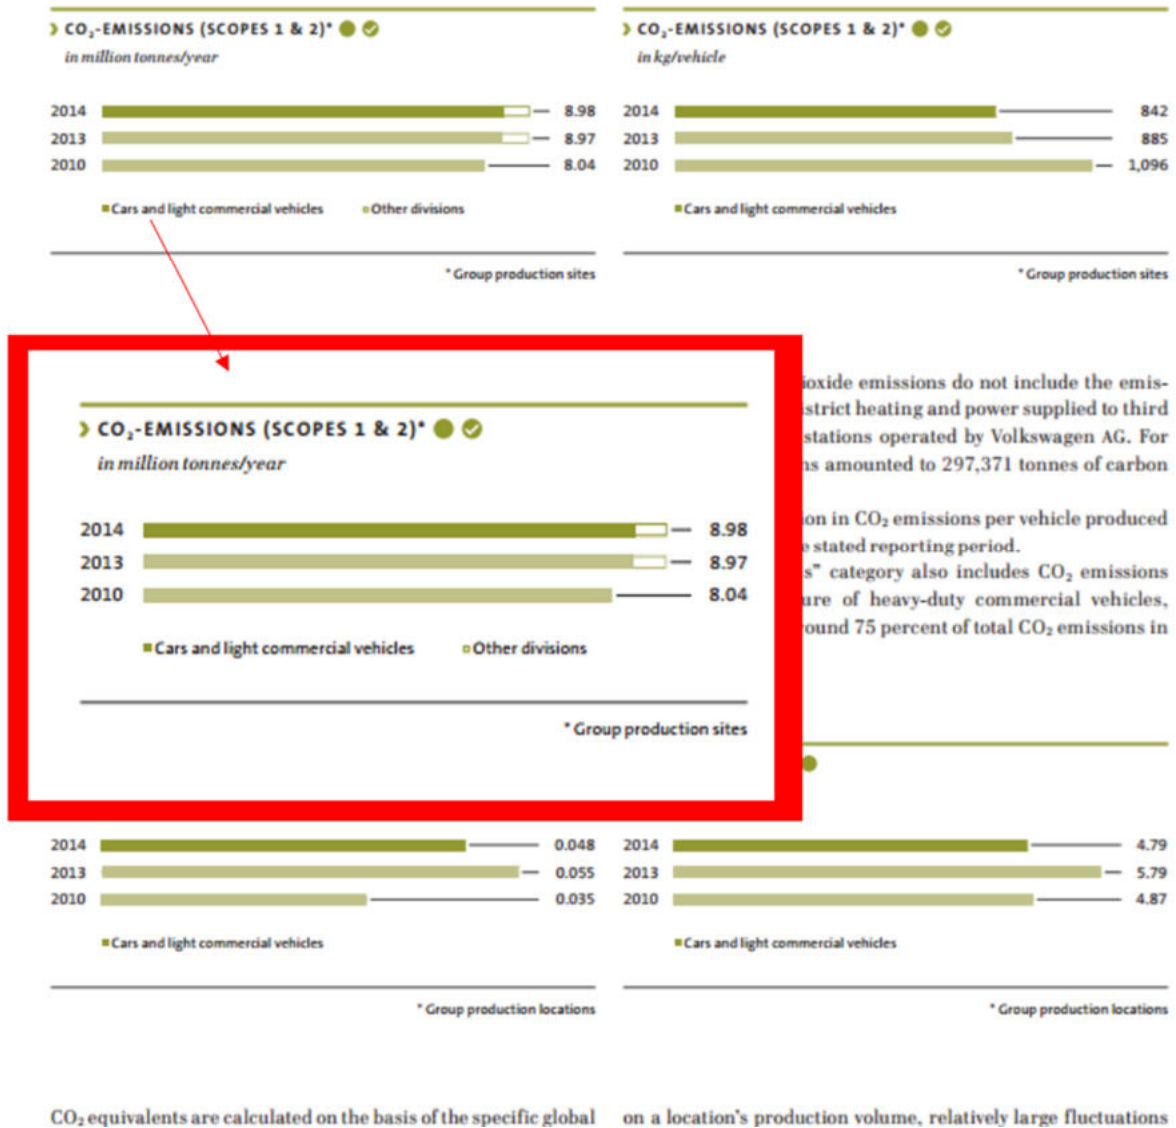 CO₂-EMISSIONS (SCOPES 1 & 2)*
in million tonnes/year
2014 8.98
2013 8.97
2010 8.04
Cars and light commercial vehicles Other divisions
* Group production sites
CO₂-EMISSIONS (SCOPES 1 & 2)*
in kg/vehicle
2014 842
2013 885
2010 1,096
Cars and light commercial vehicles
* Group production sites
CO₂-EMISSIONS (SCOPES 1 & 2)*
in million tonnes/year
2014 8.98
2013 8.97
2010 8.04
Cars and light commercial vehicles Other divisions
* Group production sites
emissions do not include the emis-
heating and power supplied to third
stations operated by Volkswagen AG. For
amounted to 297,371 tonnes of carbon
in CO₂ emissions per vehicle produced
stated reporting period.
category also includes CO₂ emissions
of heavy-duty commercial vehicles,
75 percent of total CO₂ emissions in
2014 0.048
2013 0.055
2010 0.035
Cars and light commercial vehicles
* Group production locations
2014 4.79
2013 5.79
2010 4.87
Cars and light commercial vehicles
* Group production locations
CO₂ equivalents are calculated on the basis of the specific global
on a location's production volume, relatively large fluctuations